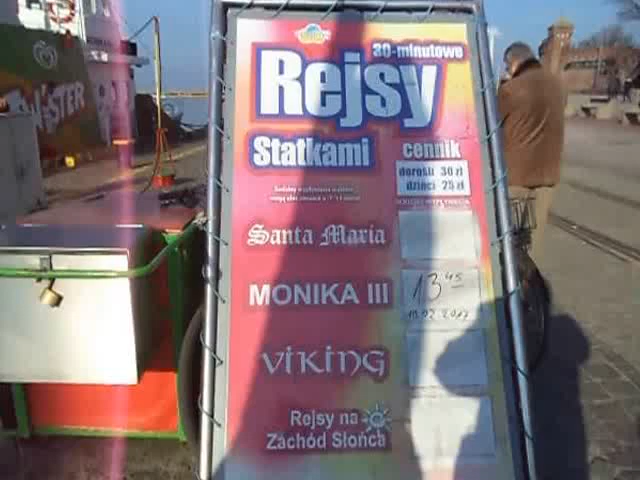 TWISTER
30-minutowe
Rejsy
Statkami
cennik
dorośli 30 zł
dzieci 25 zł
Santa Maria
MONIKA III
13 45
VIKING
Rejsy na
Zachód Słońca